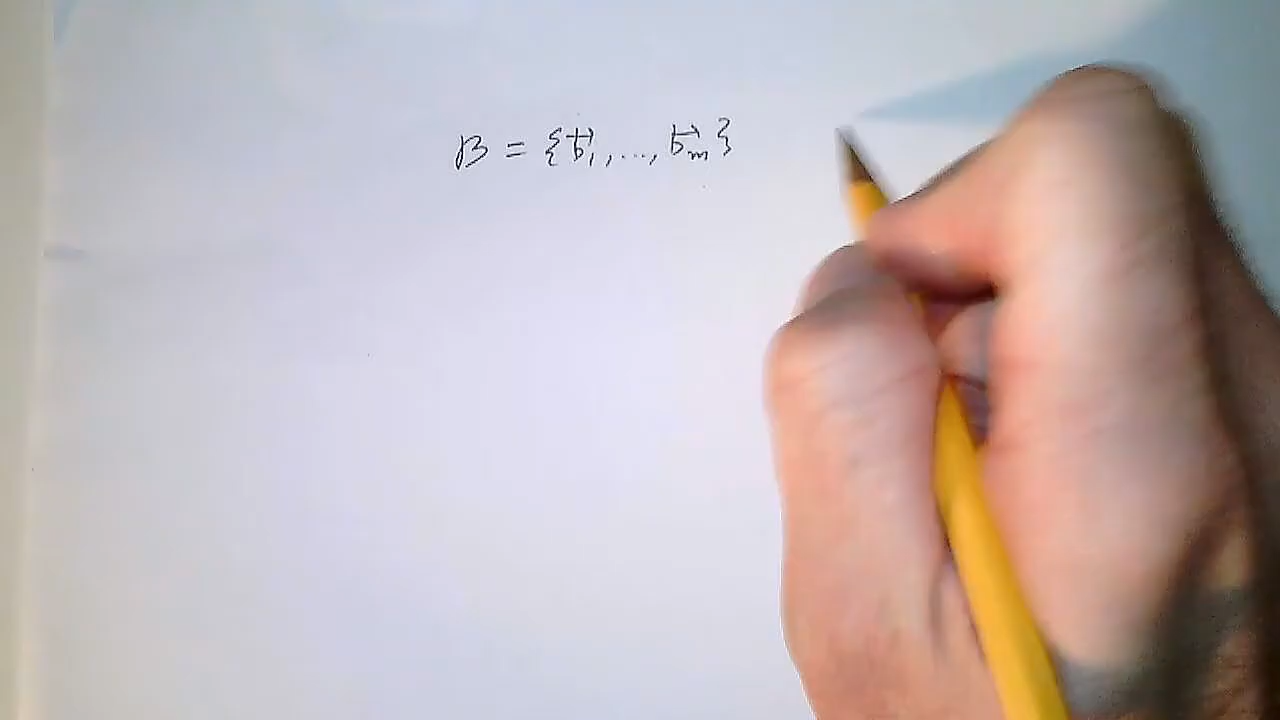 B = {b⃗₁, ..., b⃗ₘ}